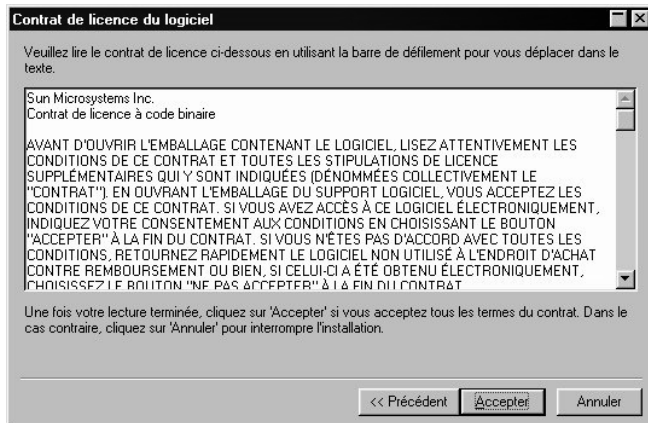 Contrat de licence du logiciel
Veuillez lire le contrat de licence ci-dessous en utilisant la barre de défilement pour vous déplacer dans le
texte.
Sun Microsystems Inc.
Contrat de licence à code binaire
AVANT D'OUVRIR L'EMBALLAGE CONTENANT LE LOGICIEL, LISEZ ATTENTIVEMENT LES
CONDITIONS DE CE CONTRAT ET TOUTES LES STIPULATIONS DE LICENCE
SUPPLÉMENTAIRES QUI Y SONT INDIQUÉES (DÉNOMMÉES COLLECTIVEMENT LE
"CONTRAT"). EN OUVRANT L'EMBALLAGE DU SUPPORT LOGICIEL, VOUS ACCEPTEZ LES
CONDITIONS DE CE CONTRAT. SI VOUS AVEZ ACCÈS À CE LOGICIEL ÉLECTRONIQUEMENT,
INDIQUEZ VOTRE CONSENTEMENT AUX CONDITIONS EN CHOISISSANT LE BOUTON
"ACCEPTER" À LA FIN DU CONTRAT. SI VOUS N'ÊTES PAS D'ACCORD AVEC TOUTES LES
CONDITIONS, RETOURNEZ RAPIDEMENT LE LOGICIEL NON UTILISÉ À L'ENDROIT D'ACHAT
CONTRE REMBOURSEMENT OU BIEN, SI CELUI-CI A ÉTÉ OBTENU ÉLECTRONIQUEMENT,
CHOISISSEZ LE BOUTON "NE PAS ACCEPTER" À LA FIN DU CONTRAT
Une fois votre lecture terminée, cliquez sur 'Accepter' si vous acceptez tous les termes du contrat. Dans le
cas contraire, cliquez sur 'Annuler' pour interrompre l'installation.
<< Précédent Accepter Annuler